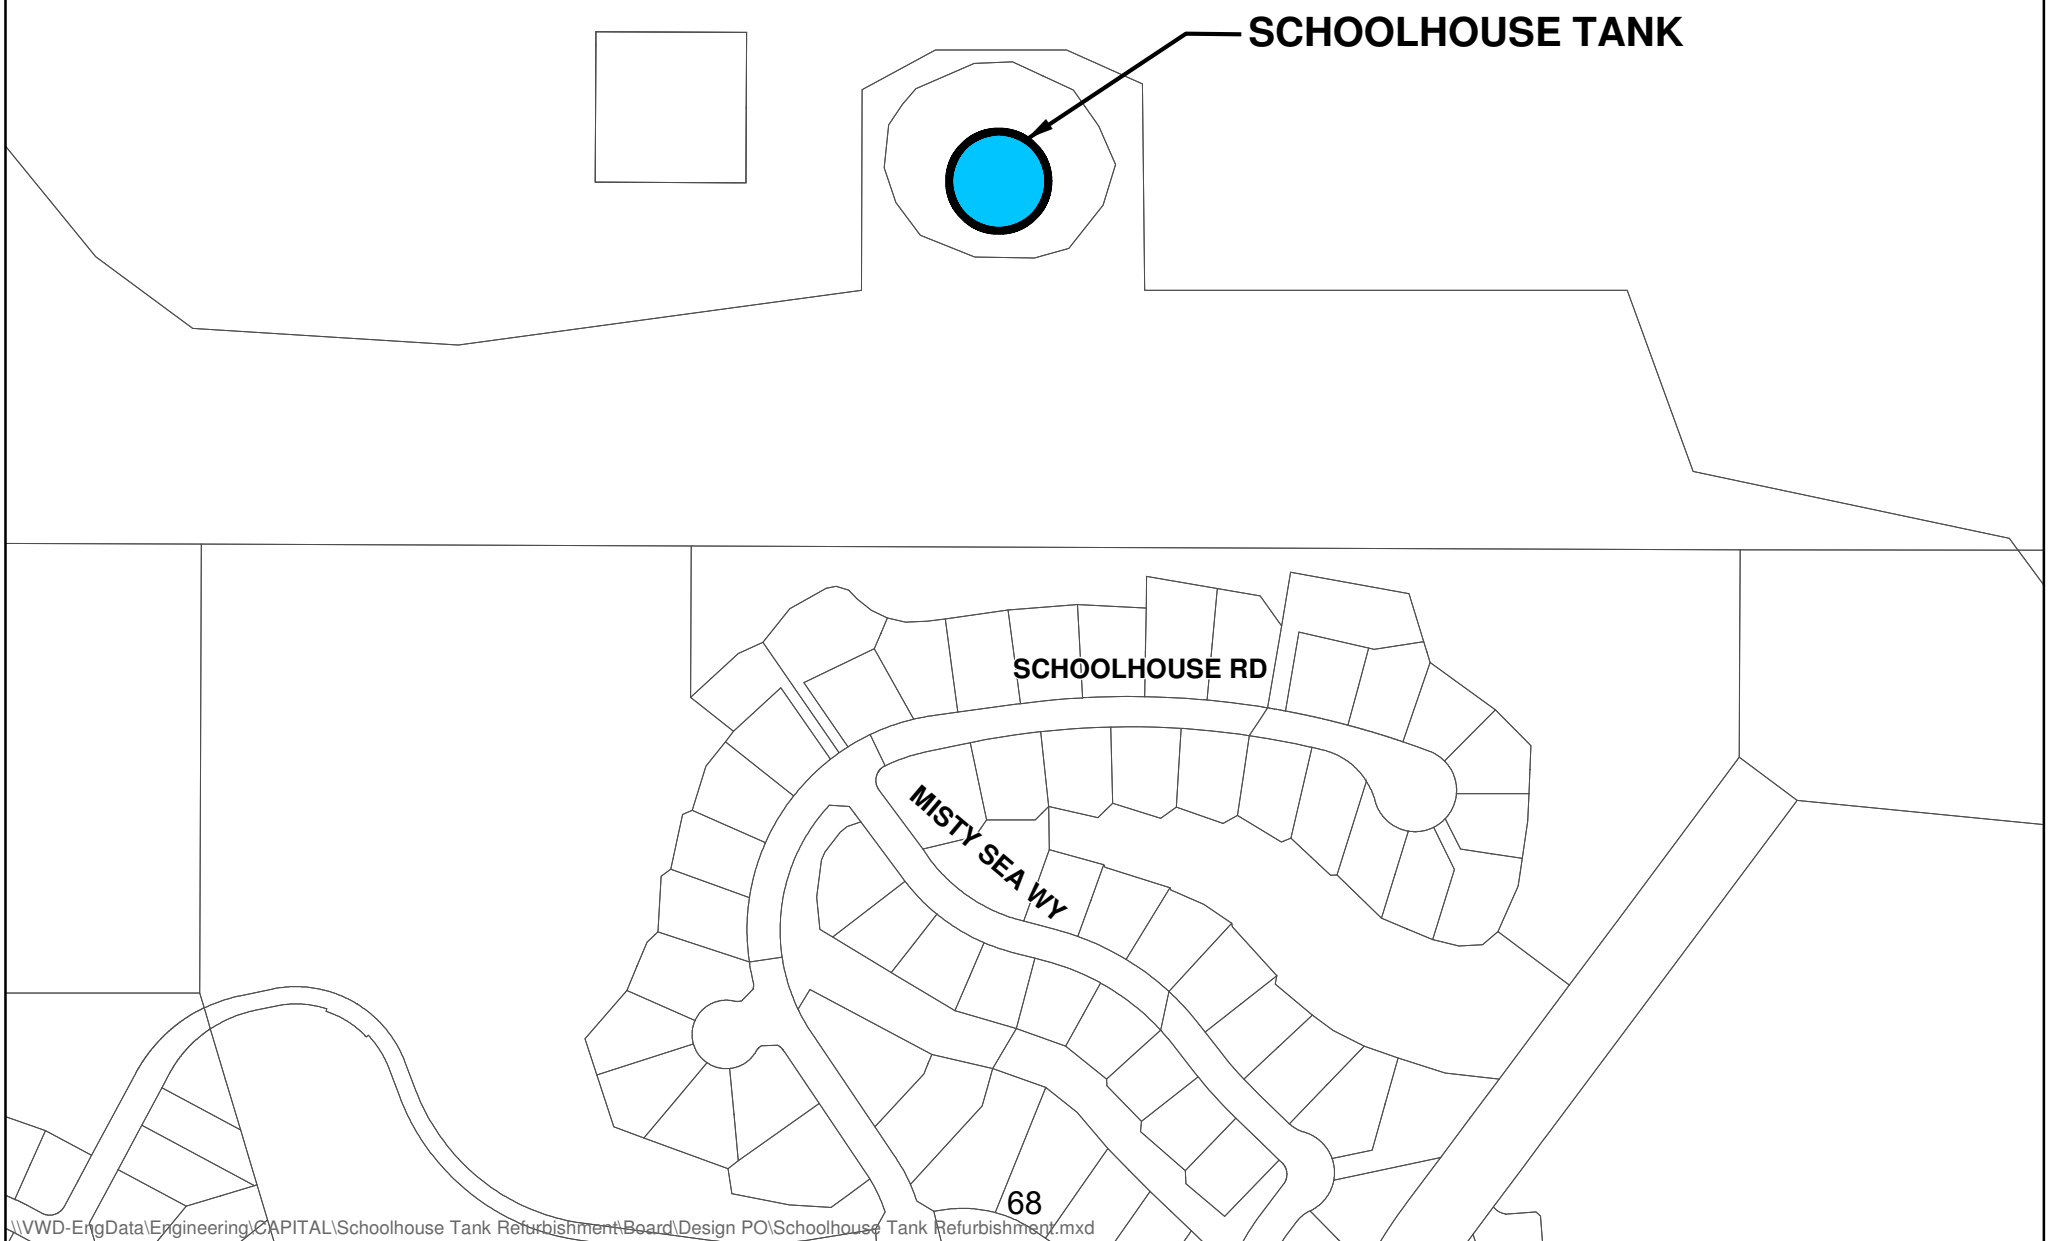 SCHOOLHOUSE TANK
SCHOOLHOUSE RD
MISTY SEA WY
68
\\VWD-EngData\Engineering\CAPITAL\Schoolhouse Tank Refurbishment\Board\Design PO\Schoolhouse Tank Refurbishment.mxd